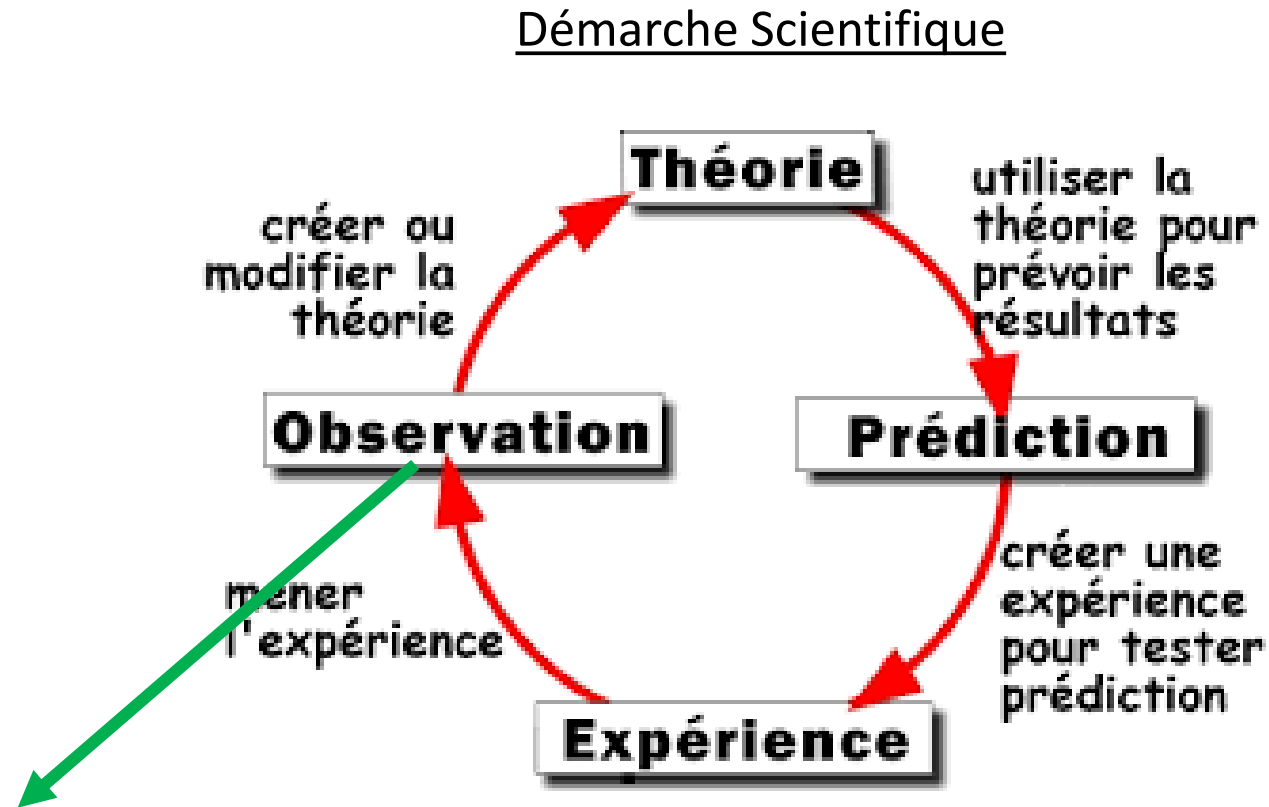 Démarche Scientifique
Théorie
utiliser la
théorie pour
prévoir les
résultats
créer ou
modifier la
théorie
Observation
Prédiction
mener
l'expérience
créer une
expérience
pour tester
prédiction
Expérience